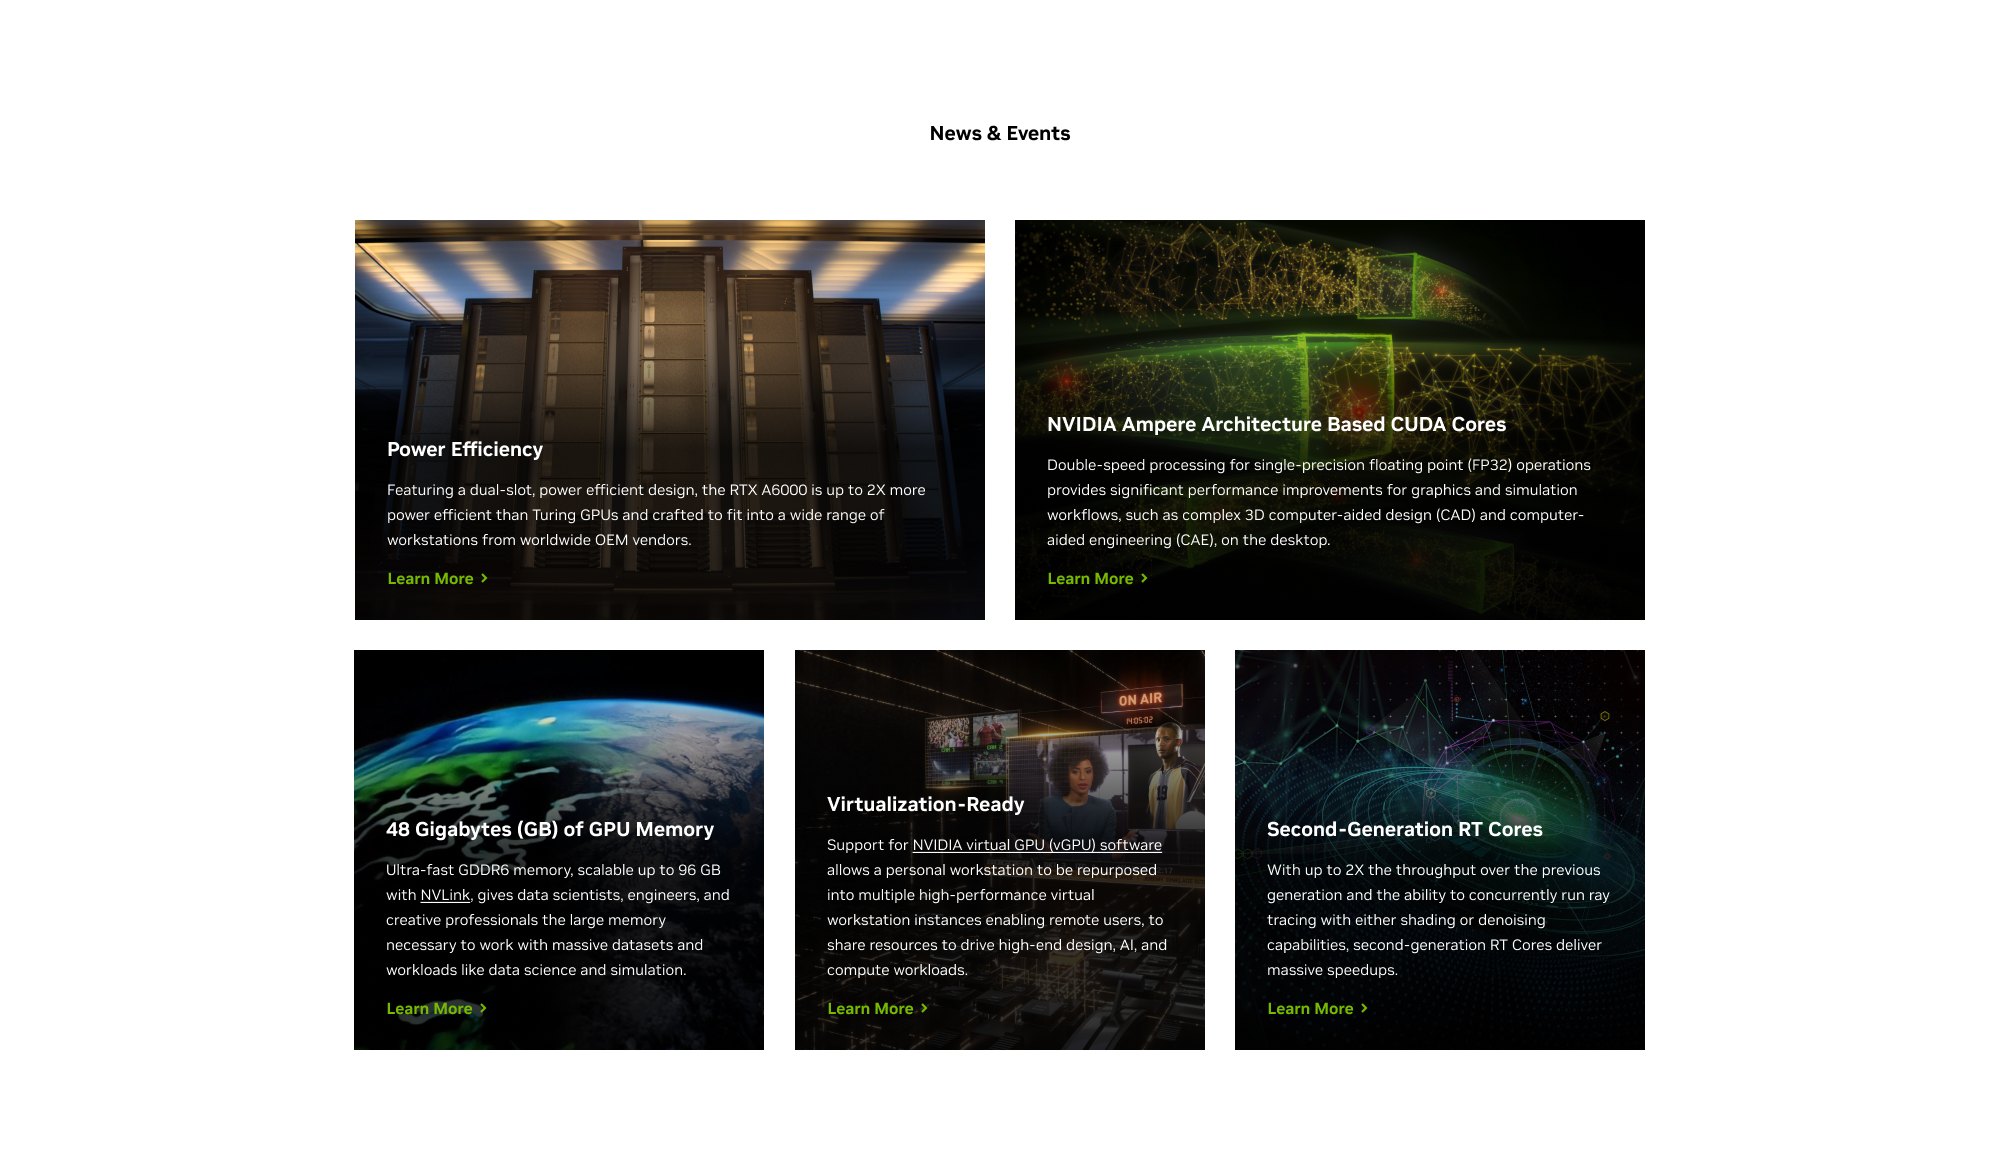 News & Events
Power Efficiency
Featuring a dual-slot, power efficient design, the RTX A6000 is up to 2X more
power efficient than Turing GPUs and crafted to fit into a wide range of
workstations from worldwide OEM vendors.
Learn More
NVIDIA Ampere Architecture Based CUDA Cores
Double-speed processing for single-precision floating point (FP32) operations
provides significant performance improvements for graphics and simulation
workflows, such as complex 3D computer-aided design (CAD) and computer-
aided engineering (CAE), on the desktop.
Learn More
48 Gigabytes (GB) of GPU Memory
Ultra-fast GDDR6 memory, scalable up to 96 GB
with NVLink, gives data scientists, engineers, and
creative professionals the large memory
necessary to work with massive datasets and
workloads like data science and simulation.
Learn More
ON AIR
14:05:02
CAM 1
CAM 2
Virtualization-Ready
Support for NVIDIA virtual GPU (vGPU) software
allows a personal workstation to be repurposed
into multiple high-performance virtual
workstation instances enabling remote users, to
share resources to drive high-end design, AI, and
compute workloads.
Learn More
Second-Generation RT Cores
With up to 2X the throughput over the previous
generation and the ability to concurrently run ray
tracing with either shading or denoising
capabilities, second-generation RT Cores deliver
massive speedups.
Learn More